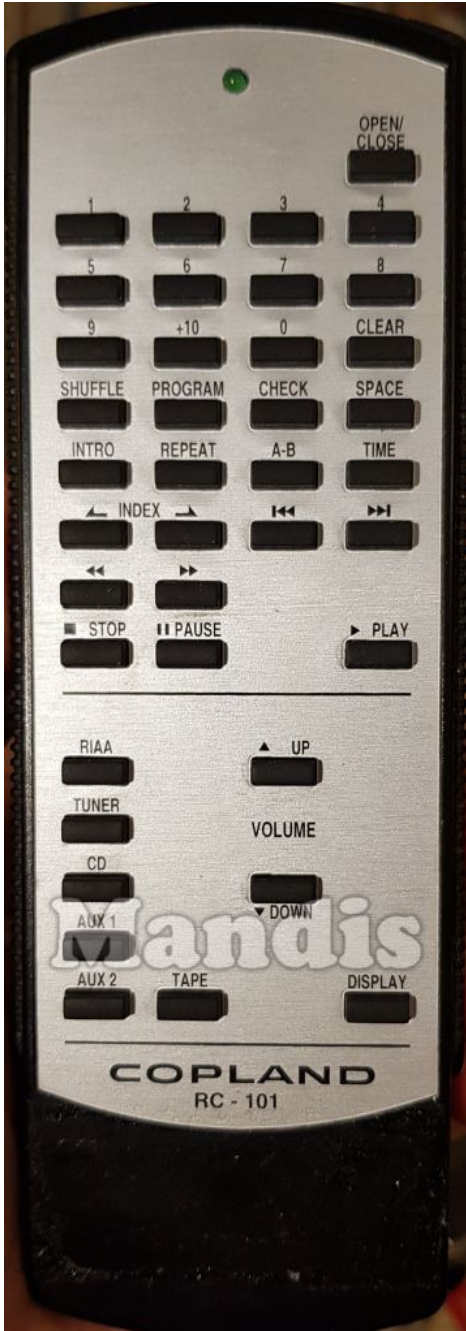 OPEN/
CLOSE
1 2 3 4
5 6 7 8
9 +10 0 CLEAR
SHUFFLE PROGRAM CHECK SPACE
INTRO REPEAT A-B TIME
INDEX
STOP PAUSE PLAY
RIAA UP
TUNER
VOLUME
CD
DOWN
AUX 1
Mandis
AUX 2 TAPE DISPLAY
COPLAND
RC - 101